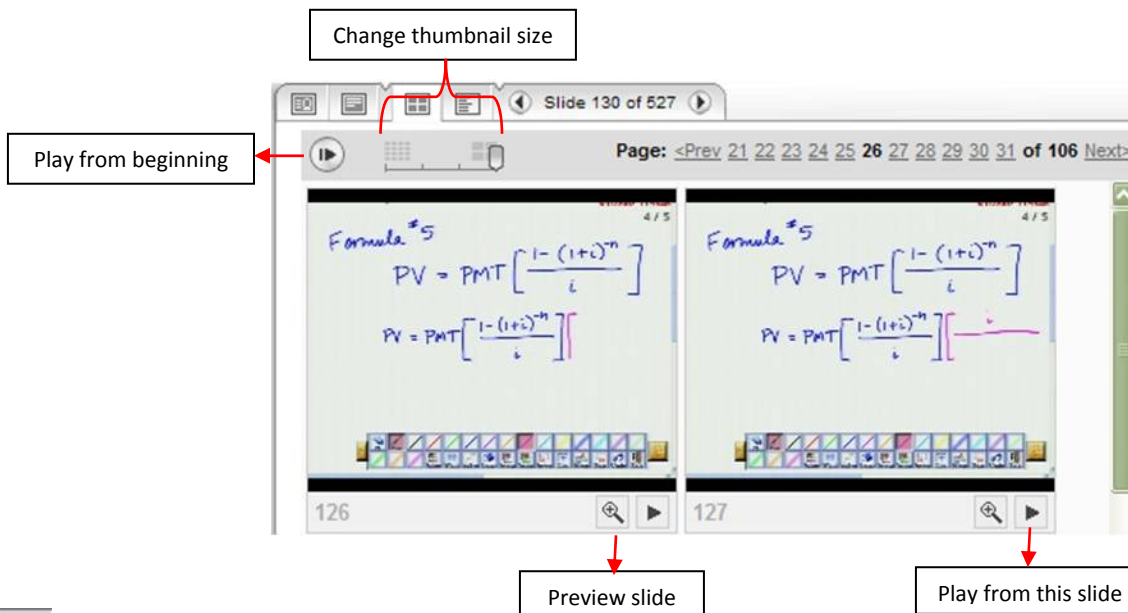 Change thumbnail size
Slide 130 of 527
Play from beginning
Page: <Prev 21 22 23 24 25 26 27 28 29 30 31 of 106 Next>
4/5
Formula #5
PV = PMT [ 1-(1+i)^-n / i ]
PV = PMT [ 1-(1+i)^-n / i ] [
126
4/5
Formula #5
PV = PMT [ 1-(1+i)^-n / i ]
PV = PMT [ 1-(1+i)^-n / i ] [ i /
127
Preview slide
Play from this slide